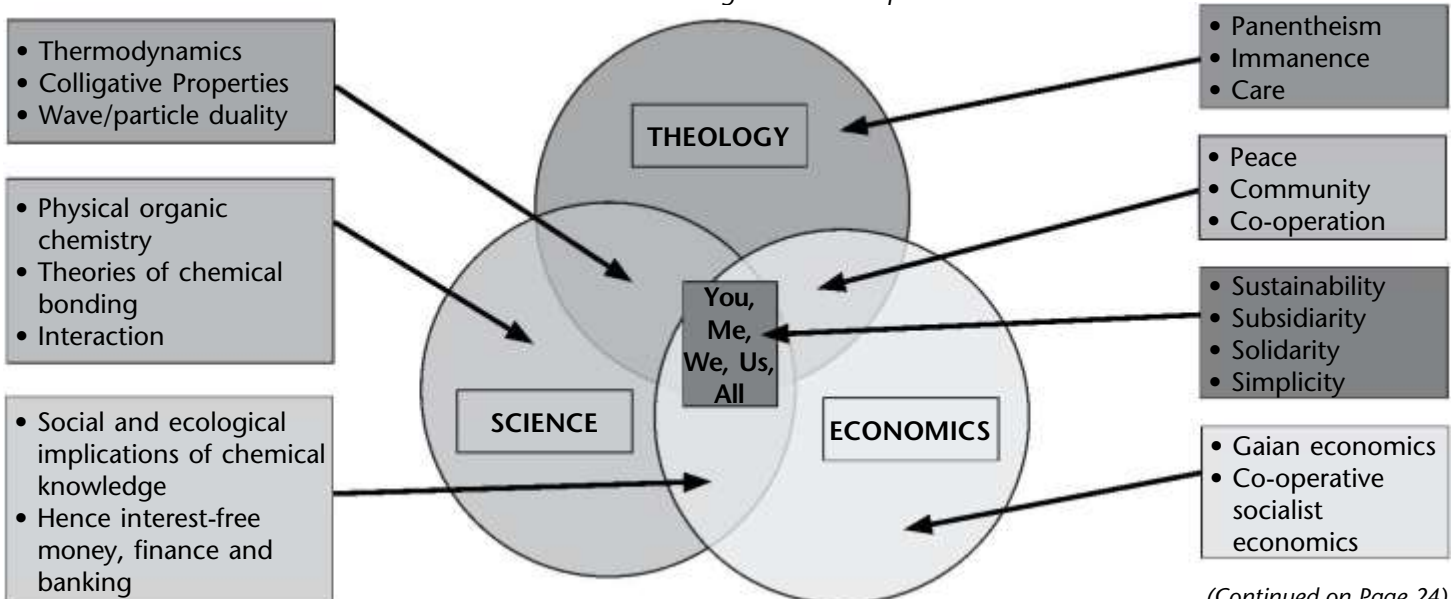 • Thermodynamics
• Colligative Properties
• Wave/particle duality
• Physical organic
chemistry
• Theories of chemical
bonding
• Interaction
• Social and ecological
implications of chemical
knowledge
• Hence interest-free
money, finance and
banking
THEOLOGY
You,
Me,
We, Us,
All
SCIENCE
ECONOMICS
• Panentheism
• Immanence
• Care
• Peace
• Community
• Co-operation
• Sustainability
• Subsidiarity
• Solidarity
• Simplicity
• Gaian economics
• Co-operative
socialist
economics
(Continued on Page 24)